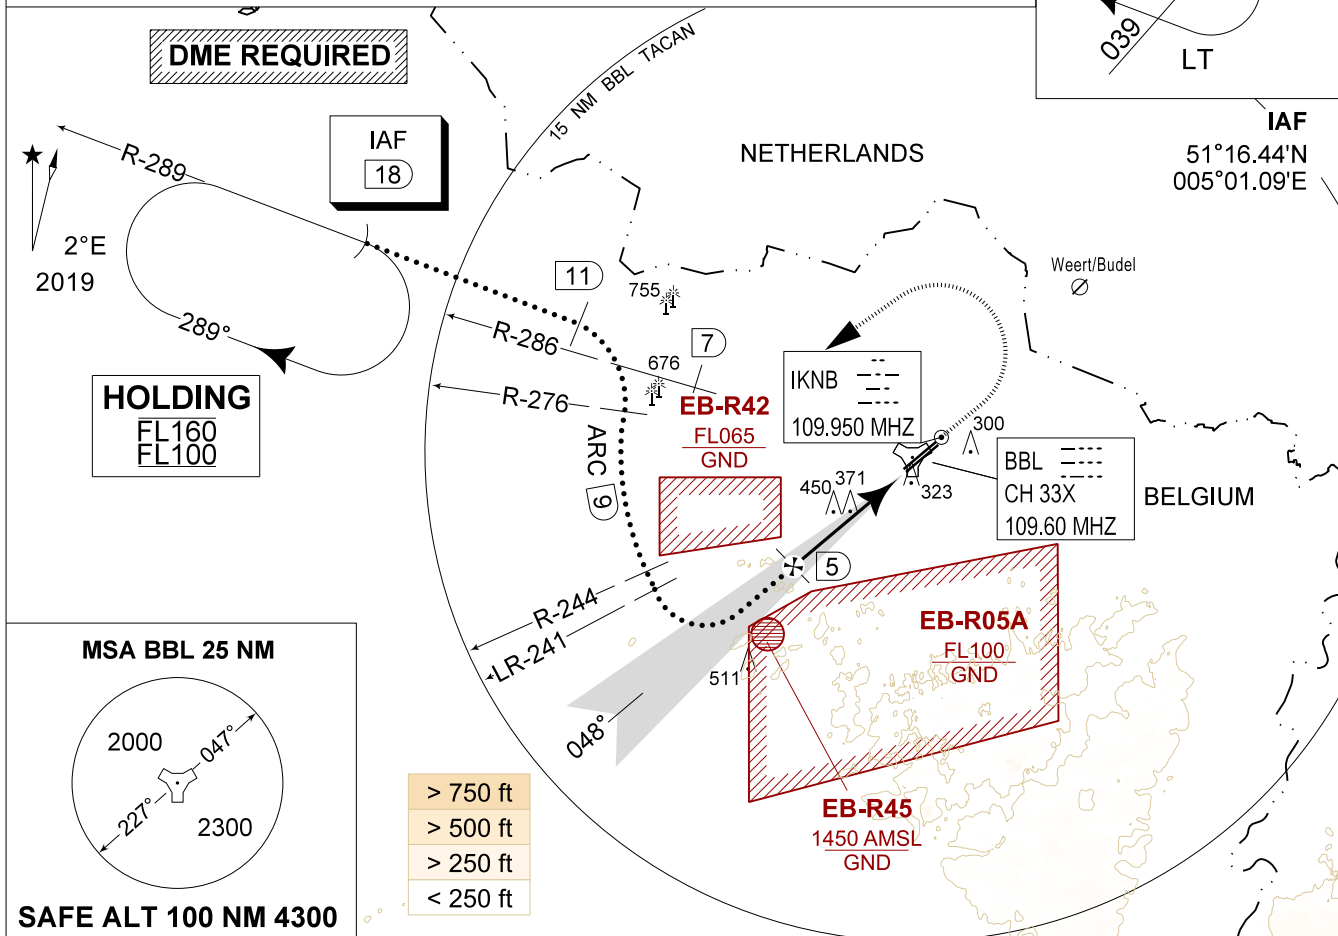 DME REQUIRED
15 NM BBL TACAN
039
LT
IAF
51°16.44'N
005°01.09'E
IAF
18
NETHERLANDS
R-289
2°E
2019
289°
HOLDING
FL160
FL100
11
755
R-286
7
676
R-276
ARC 9
Weert/Budel
IKNB
109.950 MHZ
EB-R42
FL065
GND
300
BBL
CH 33X
109.60 MHZ
BELGIUM
450
371
323
5
R-244
LR-241
048°
511
EB-R05A
FL100
GND
EB-R45
1450 AMSL
GND
MSA BBL 25 NM
2000
047°
227°
2300
SAFE ALT 100 NM 4300
> 750 ft
> 500 ft
> 250 ft
< 250 ft